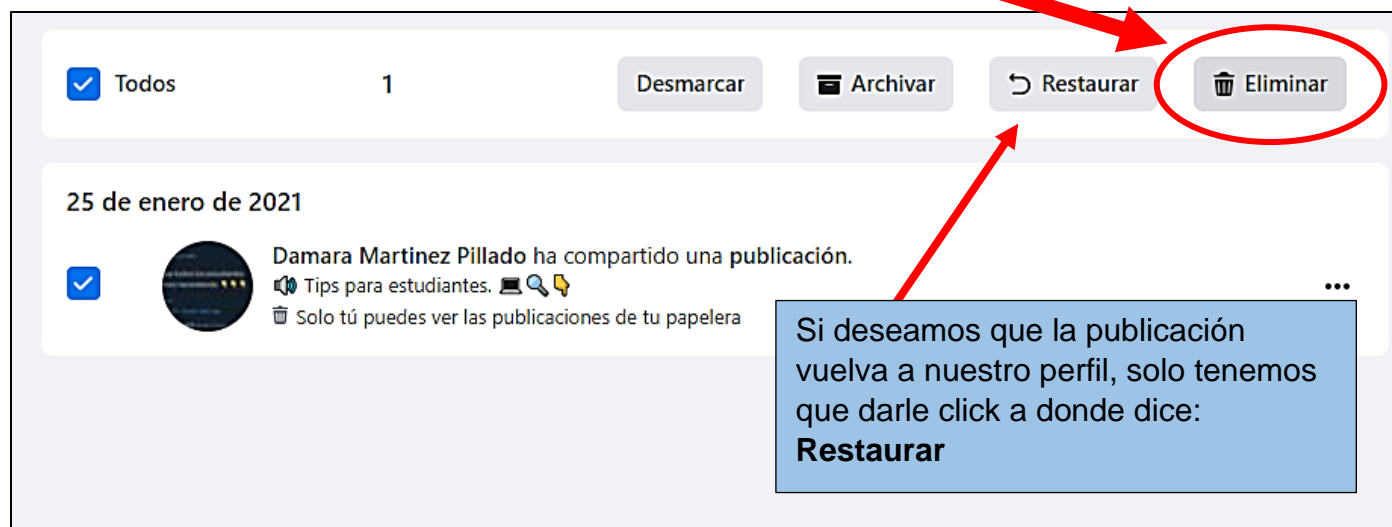 Todos 1 Desmarcar Archivar Restaurar Eliminar
25 de enero de 2021
Damara Martinez Pillado ha compartido una publicación.
Tips para estudiantes.
Solo tú puedes ver las publicaciones de tu papelera
Si deseamos que la publicación
vuelva a nuestro perfil, solo tenemos
que darle click a donde dice:
Restaurar